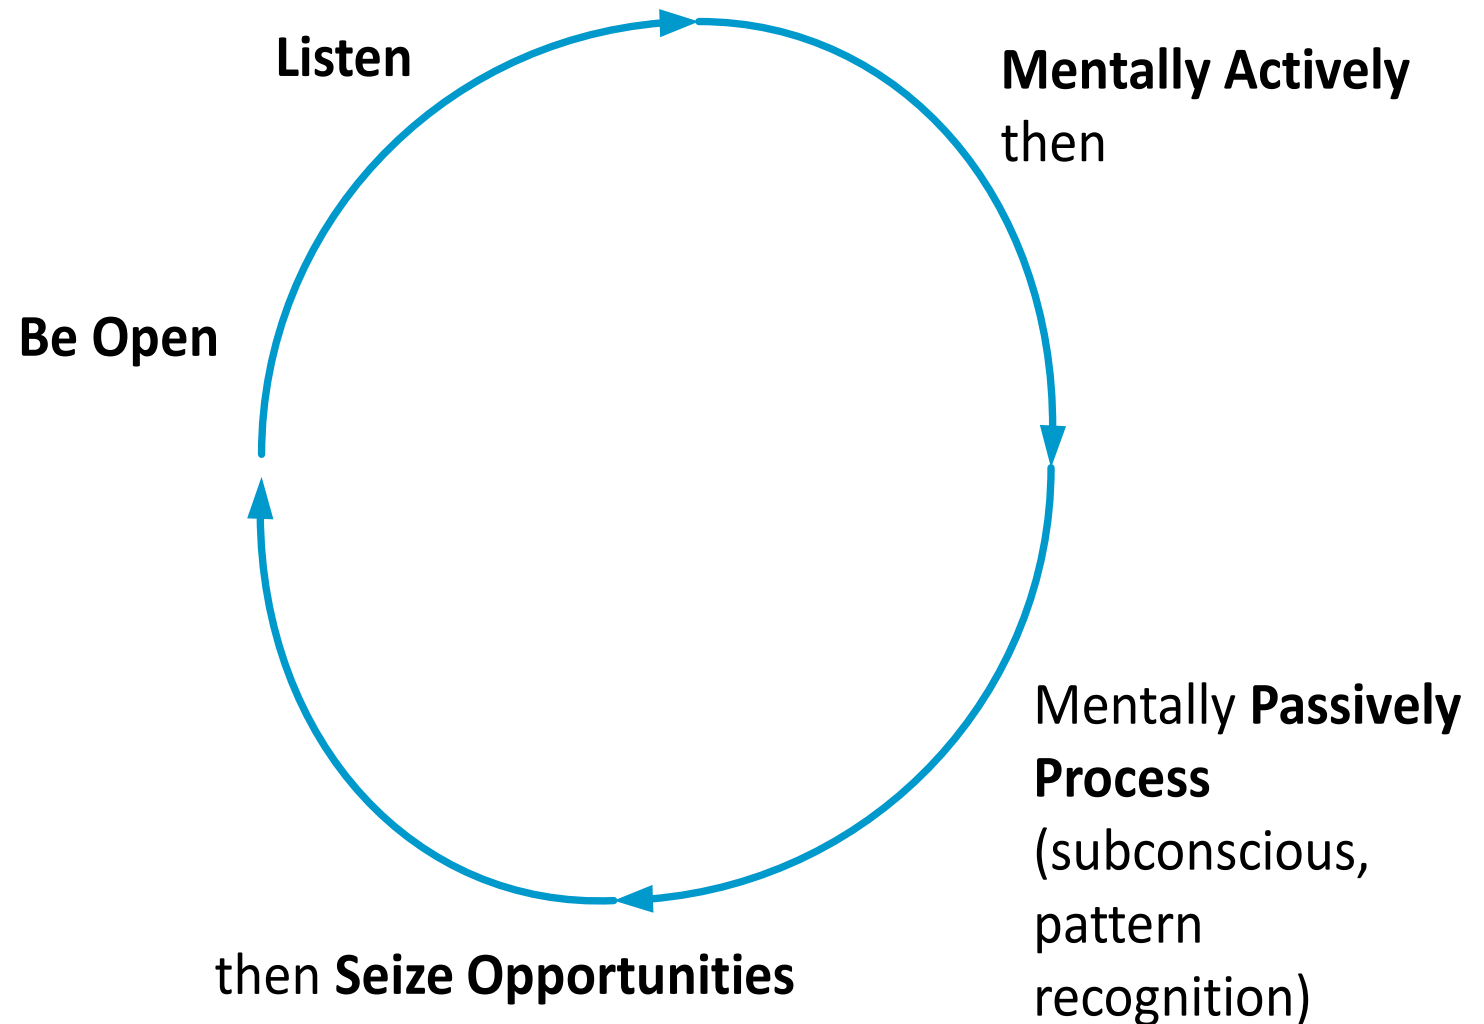 Listen
Mentally Actively
then
Be Open
Mentally Passively
Process
(subconscious,
pattern
recognition)
then Seize Opportunities